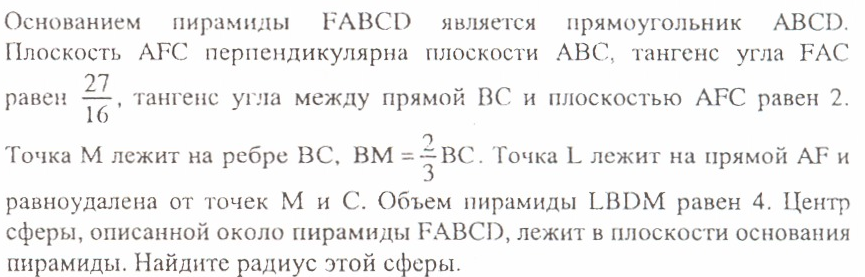 Основанием пирамиды FABCD является прямоугольник ABCD.
Плоскость AFC перпендикулярна плоскости ABC, тангенс угла FAC
равен 27/16, тангенс угла между прямой BC и плоскостью AFC равен 2.
Точка M лежит на ребре BC, BM = 2/3 BC. Точка L лежит на прямой AF и
равноудалена от точек M и C. Объем пирамиды LBDM равен 4. Центр
сферы, описанной около пирамиды FABCD, лежит в плоскости основания
пирамиды. Найдите радиус этой сферы.